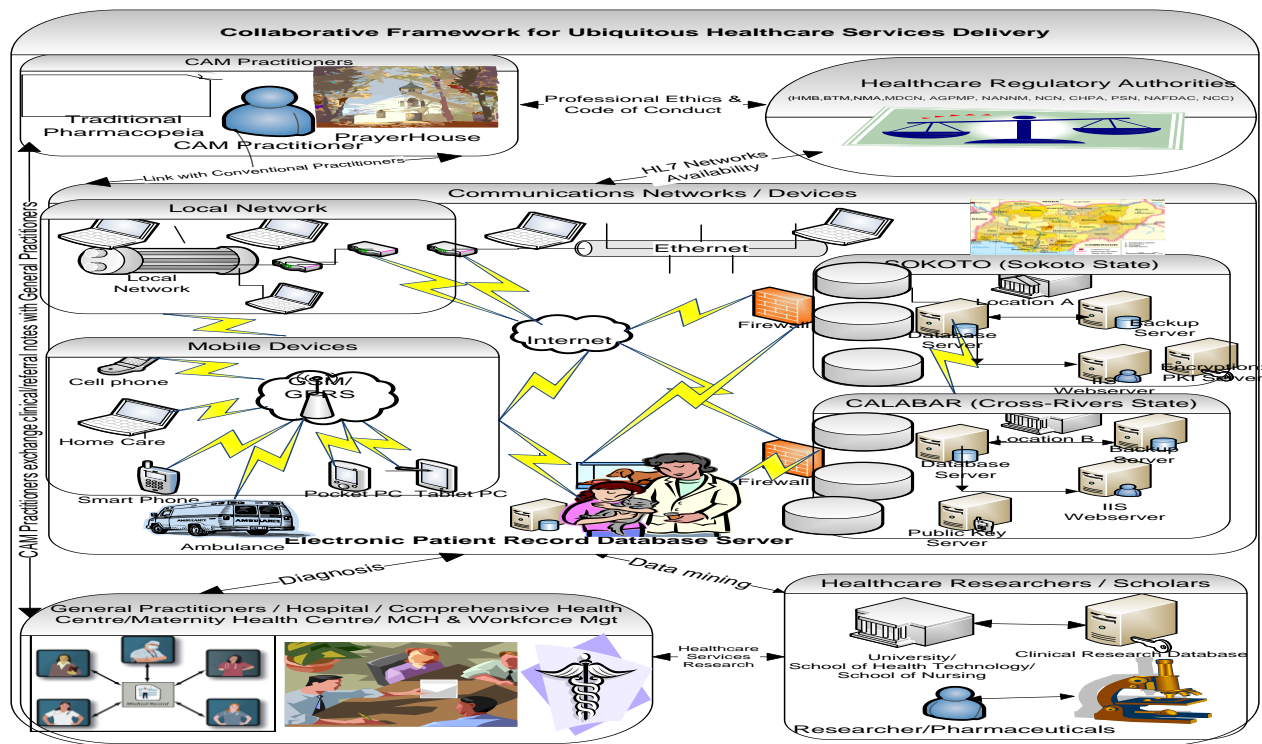 Collaborative Framework for Ubiquitous Healthcare Services Delivery
CAM Practitioners
Traditional
Pharmacopeia
CAM Practitioner
PrayerHouse
Professional Ethics &
Code of Conduct
Healthcare Regulatory Authorities
(HMB,BTM,NMA,MDCN, AGPMP, NANNM, NCN, CHPA, PSN, NAFDAC, NCC)
Link with Conventional Practitioners
HL7 Networks
Availability
CAM Practitioners exchange clinical/referral notes with General Practitioners
Communications Networks / Devices
Local Network
Local
Network
Ethernet
Internet
Firewall
SOKOTO (Sokoto State)
Location A
Database
Server
Backup
Server
IIS
Webserver
Encryption:
PKI Server
Mobile Devices
Cell phone
GSM/
GPRS
Home Care
Smart Phone
Pocket PC
Tablet PC
AMBULANCE
AMBULANCE
Ambulance
Firewall
CALABAR (Cross-Rivers State)
Location B
Database
Server
Backup
Server
IIS
Webserver
Public Key
Server
Electronic Patient Record Database Server
Diagnosis
Data mining
General Practitioners / Hospital / Comprehensive Health
Centre/Maternity Health Centre/ MCH & Workforce Mgt
Medical Record
Healthcare
Services
Research
Healthcare Researchers / Scholars
University/
School of Health Technology/
School of Nursing
Clinical Research Database
Researcher/Pharmaceuticals